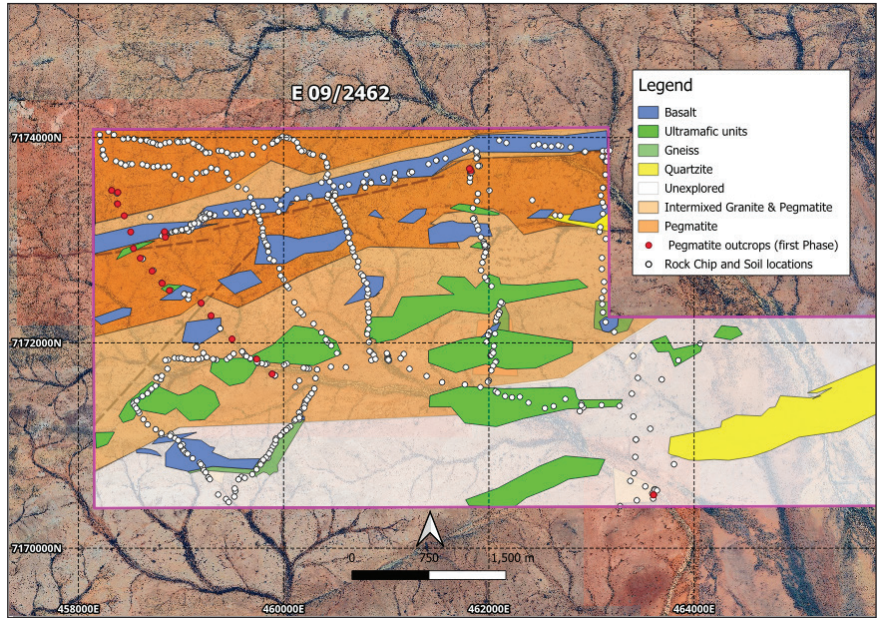 E 09/2462
Legend
Basalt
Ultramafic units
Gneiss
Quartzite
Unexplored
Intermixed Granite & Pegmatite
Pegmatite
Pegmatite outcrops (first Phase)
Rock Chip and Soil locations
7174000N
7172000N
7170000N
0 750 1,500 m
458000E 460000E 462000E 464000E